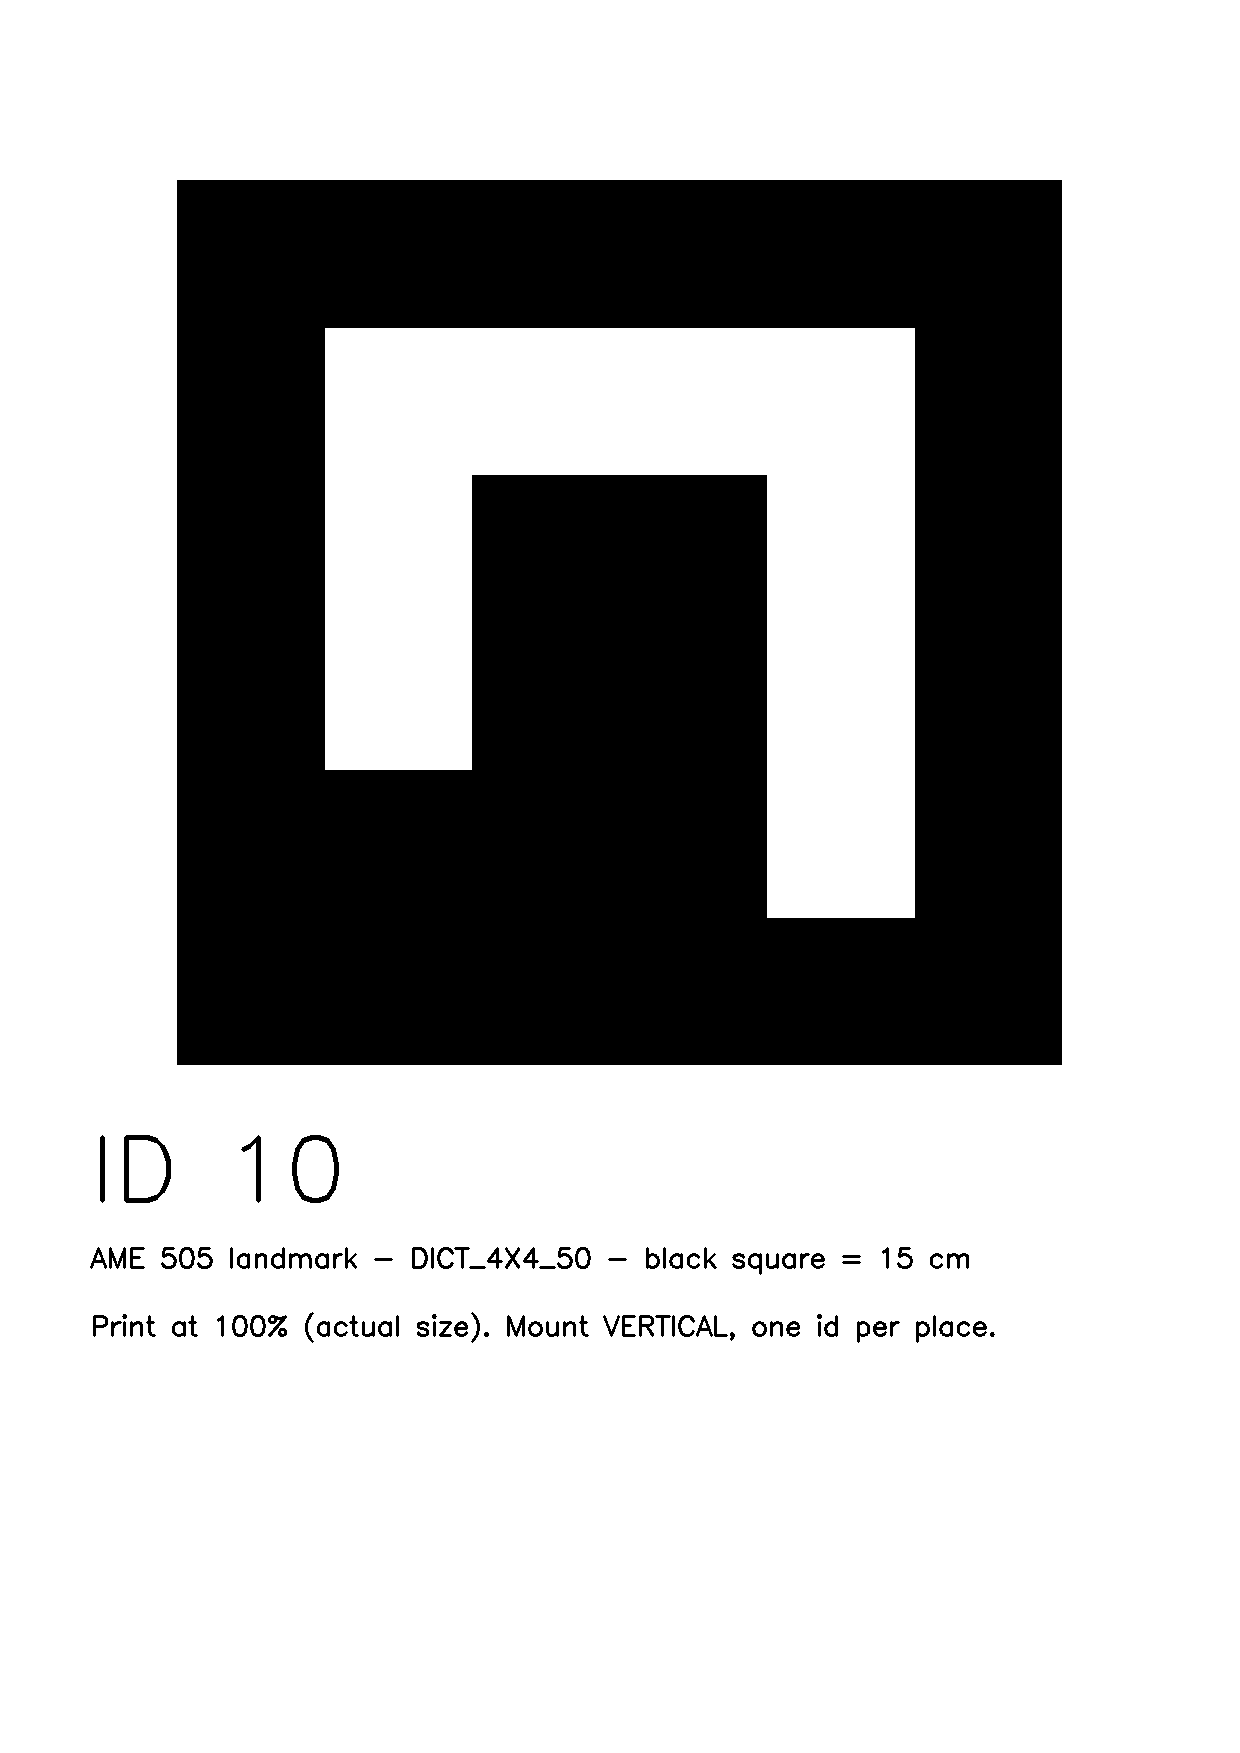 ID 10
AME 505 landmark - DICT_4X4_50 - black square = 15 cm
Print at 100% (actual size). Mount VERTICAL, one id per place.